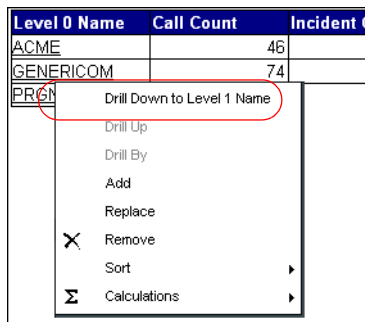 Level 0 Name Call Count Incident
ACME 46
GENERICOM 74
Drill Down to Level 1 Name
Drill Up
Drill By
Add
Replace
Remove
Sort
Σ Calculations